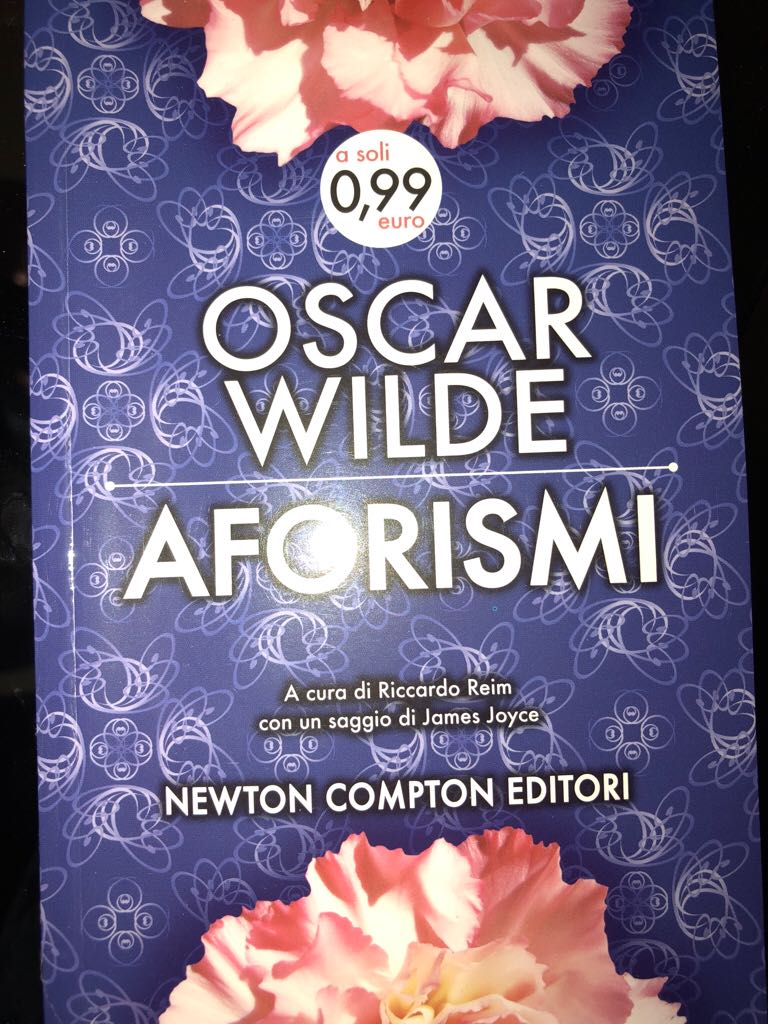 a soli
0,99
euro
OSCAR
WILDE
AFORISMI
A cura di Riccardo Reim
con un saggio di James Joyce
NEWTON COMPTON EDITORI